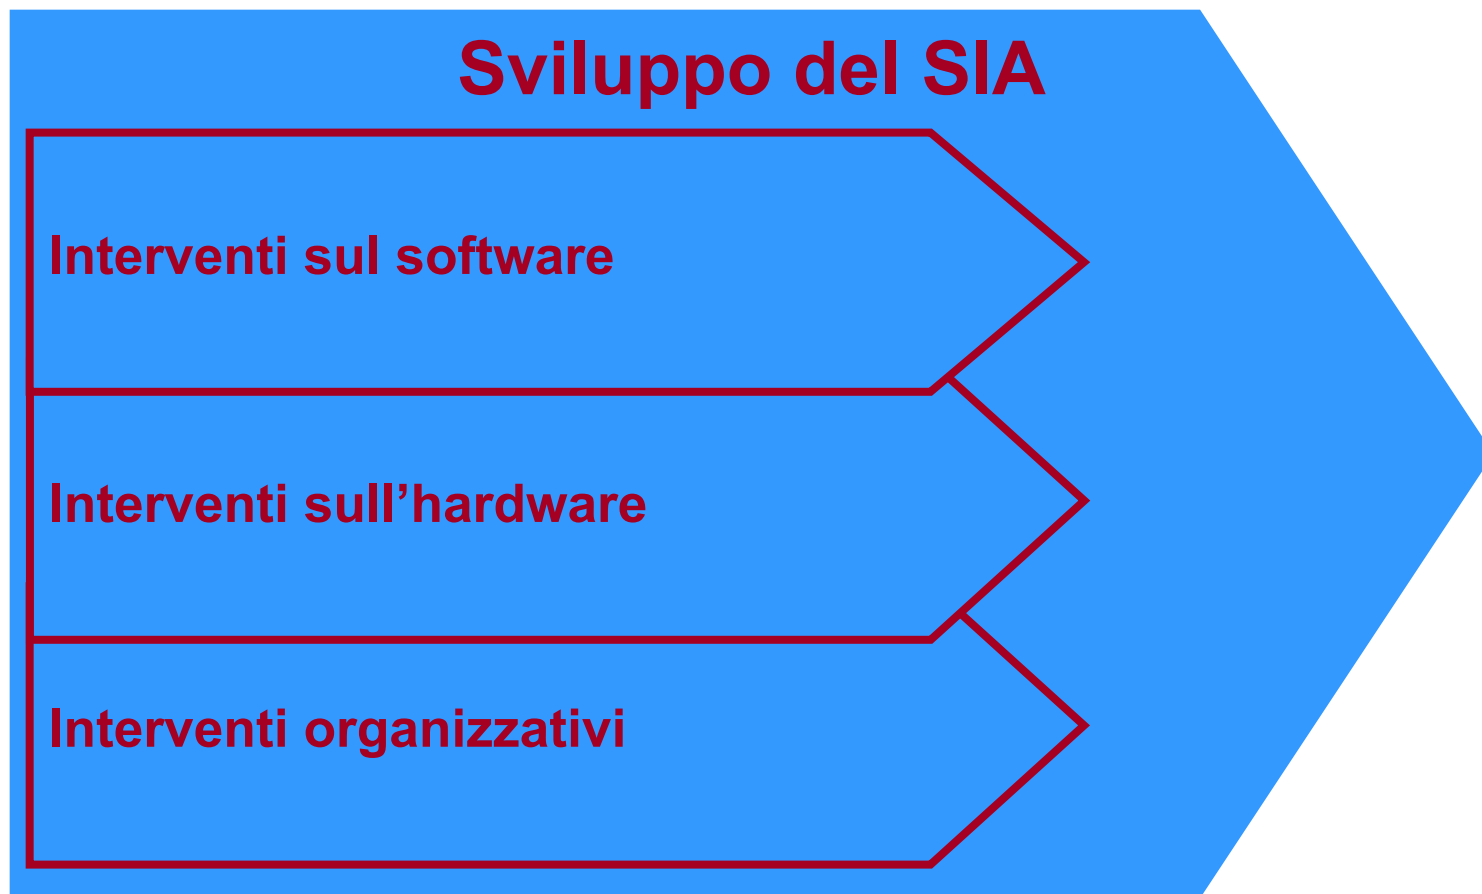 Sviluppo del SIA
Interventi sul software
Interventi sull’hardware
Interventi organizzativi